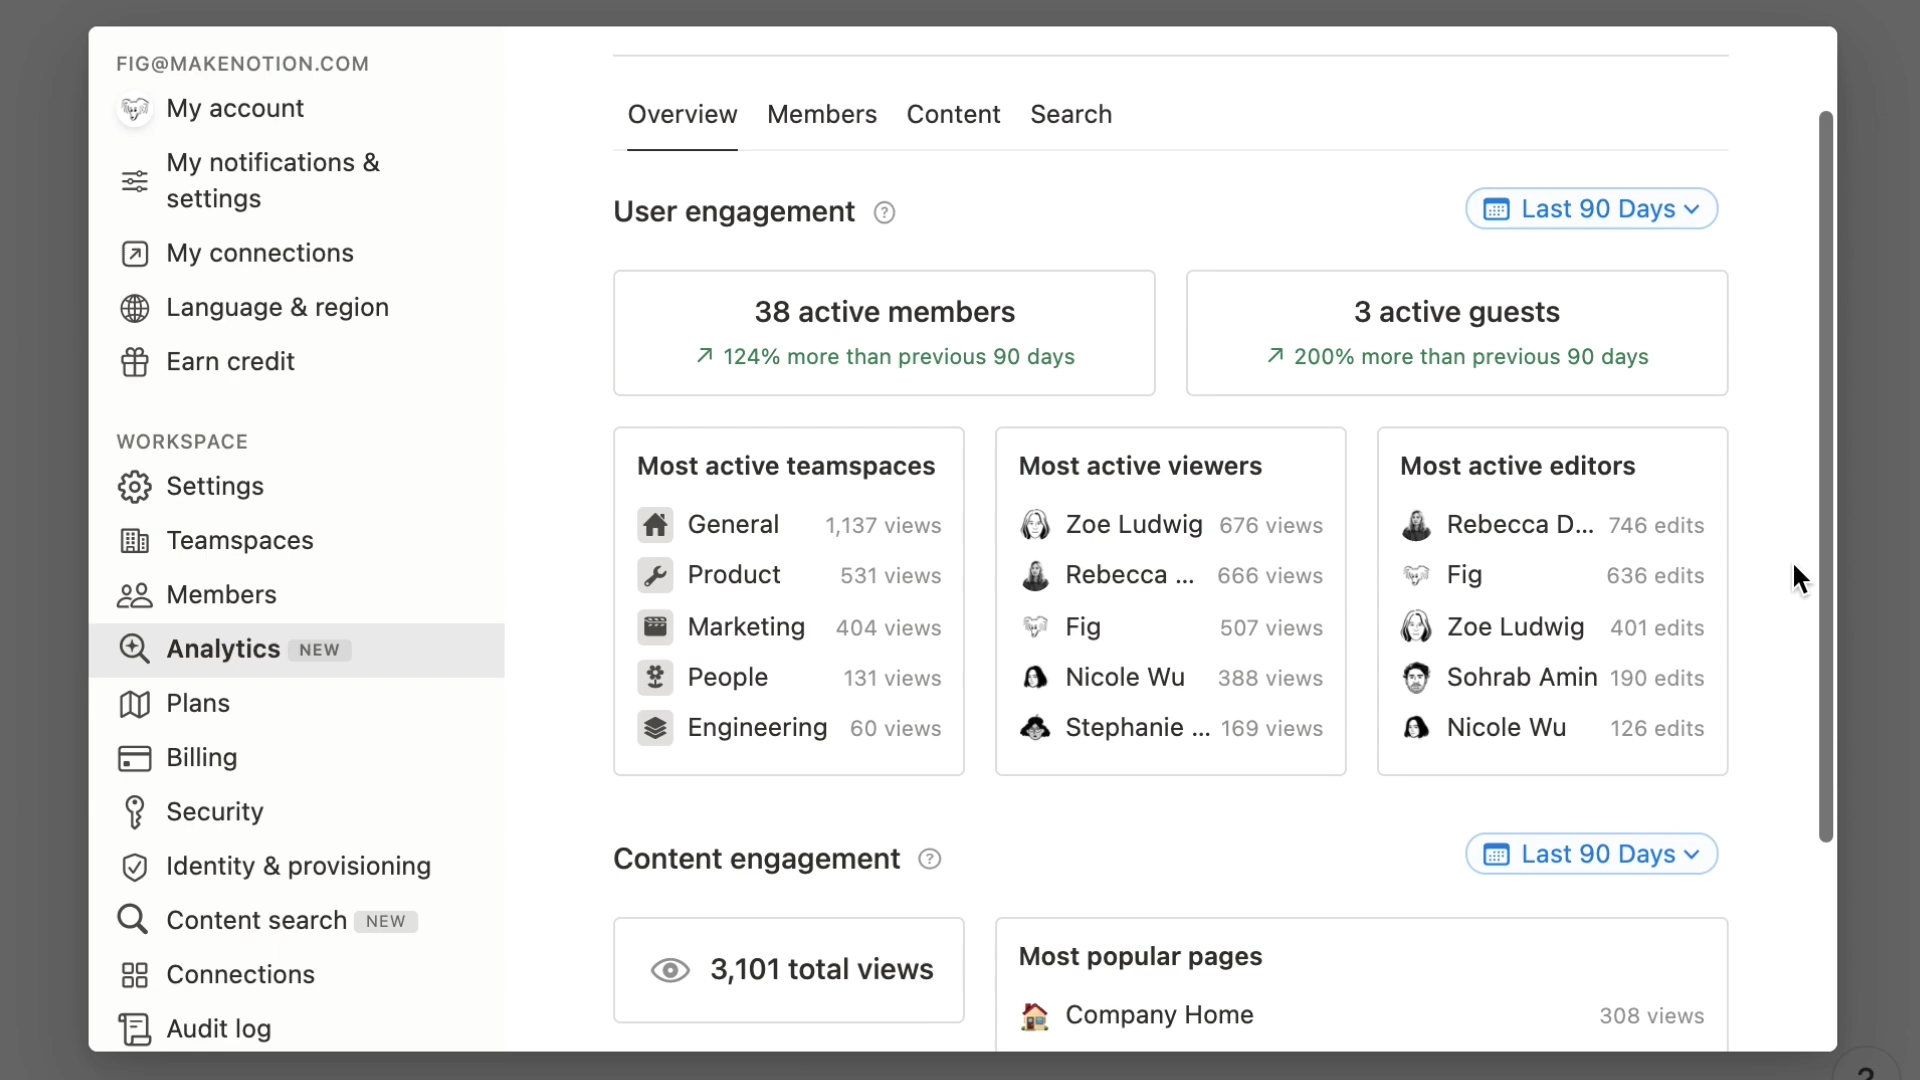 FIG@MAKENOTION.COM
My account
My notifications &
settings
My connections
Language & region
Earn credit
WORKSPACE
Settings
Teamspaces
Members
Analytics NEW
Plans
Billing
Security
Identity & provisioning
Content search NEW
Connections
Audit log
Overview Members Content Search
User engagement ?
Last 90 Days
38 active members
↗ 124% more than previous 90 days
3 active guests
↗ 200% more than previous 90 days
Most active teamspaces
General 1,137 views
Product 531 views
Marketing 404 views
People 131 views
Engineering 60 views
Most active viewers
Zoe Ludwig 676 views
Rebecca ... 666 views
Fig 507 views
Nicole Wu 388 views
Stephanie ... 169 views
Most active editors
Rebecca D... 746 edits
Fig 636 edits
Zoe Ludwig 401 edits
Sohrab Amin 190 edits
Nicole Wu 126 edits
Content engagement ?
Last 90 Days
3,101 total views
Most popular pages
Company Home 308 views
?